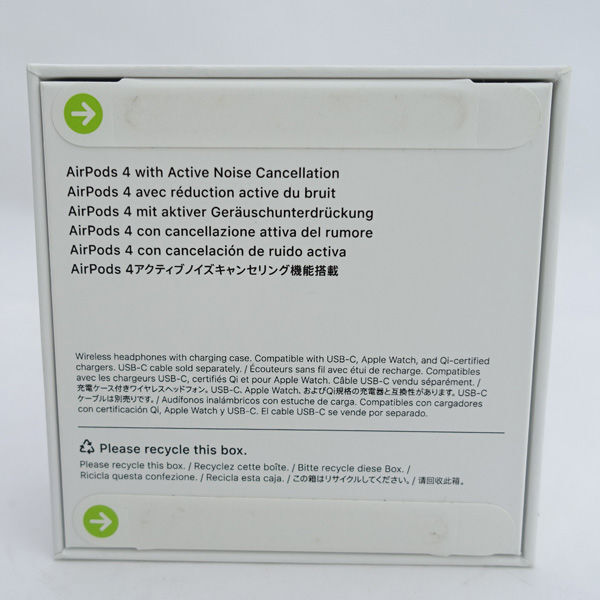 AirPods 4 with Active Noise Cancellation
AirPods 4 avec réduction active du bruit
AirPods 4 mit aktiver Geräuschunterdrückung
AirPods 4 con cancellazione attiva del rumore
AirPods 4 con cancelación de ruido activa
AirPods 4アクティブノイズキャンセリング機能搭載
Wireless headphones with charging case. Compatible with USB-C, Apple Watch, and Qi-certified
chargers. USB-C cable sold separately. / Écouteurs sans fil avec étui de recharge. Compatibles
avec les chargeurs USB-C, certifiés Qi et pour Apple Watch. Câble USB-C vendu séparément. /
充電ケース付きワイヤレスヘッドフォン。USB-C、Apple Watch、およびQi規格の充電器と互換性があります。USB-C
ケーブルは別売りです。/ Audífonos inalámbricos con estuche de carga. Compatibles con cargadores
con certificación Qi, Apple Watch y USB-C. El cable USB-C se vende por separado.
Please recycle this box.
Please recycle this box. / Recyclez cette boîte. / Bitte recycle diese Box. /
Ricicla questa confezione. / Recicla esta caja. / この箱はリサイクルしてください。/ 请回收此箱。